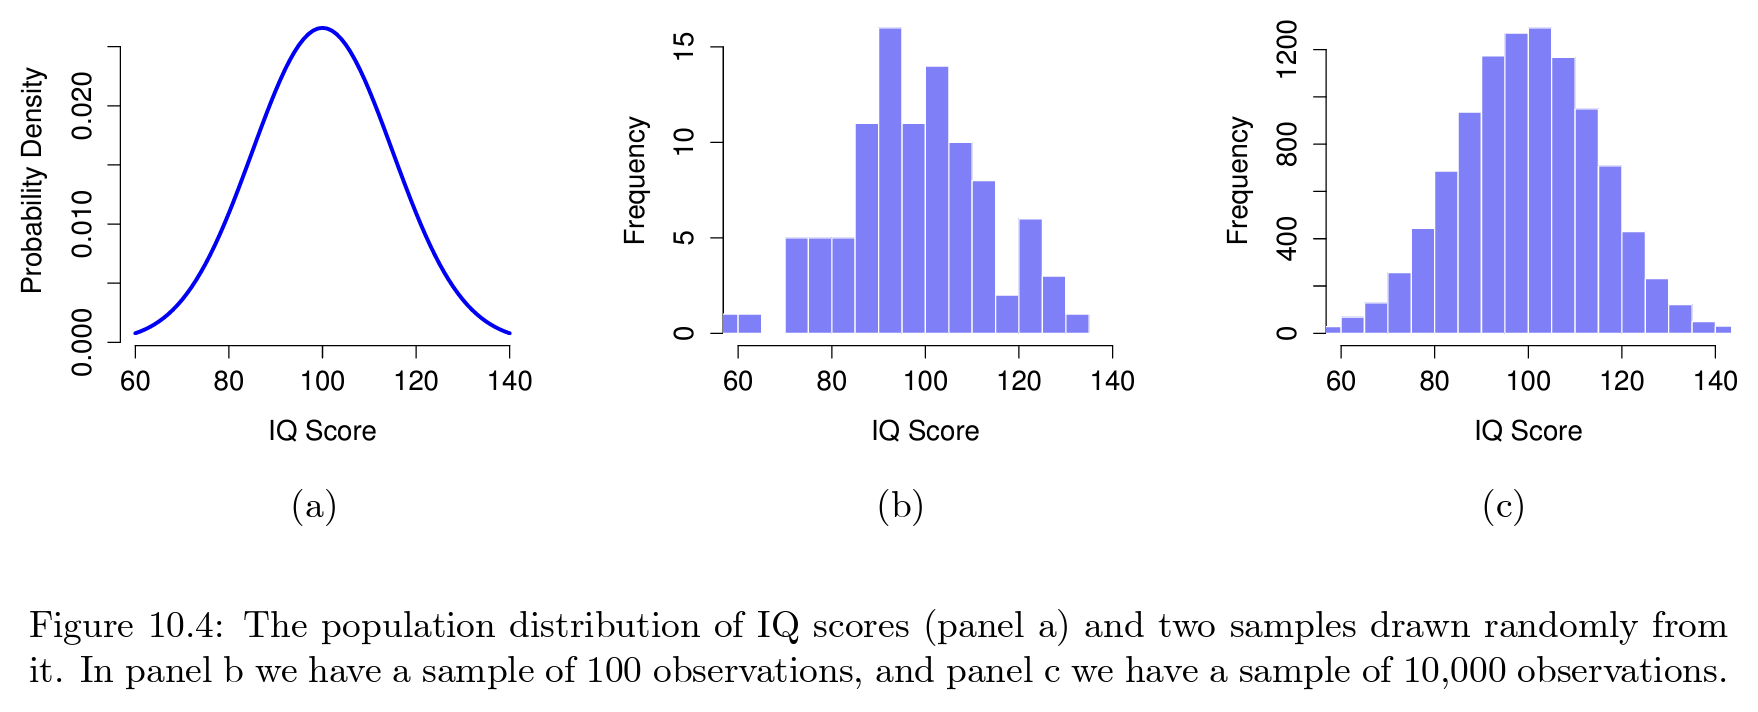 Probability Density
0.000 0.010 0.020
60 80 100 120 140
IQ Score
(a)
Frequency
0 5 10 15
60 80 100 120 140
IQ Score
(b)
Frequency
0 400 800 1200
60 80 100 120 140
IQ Score
(c)
Figure 10.4: The population distribution of IQ scores (panel a) and two samples drawn randomly from
it. In panel b we have a sample of 100 observations, and panel c we have a sample of 10,000 observations.